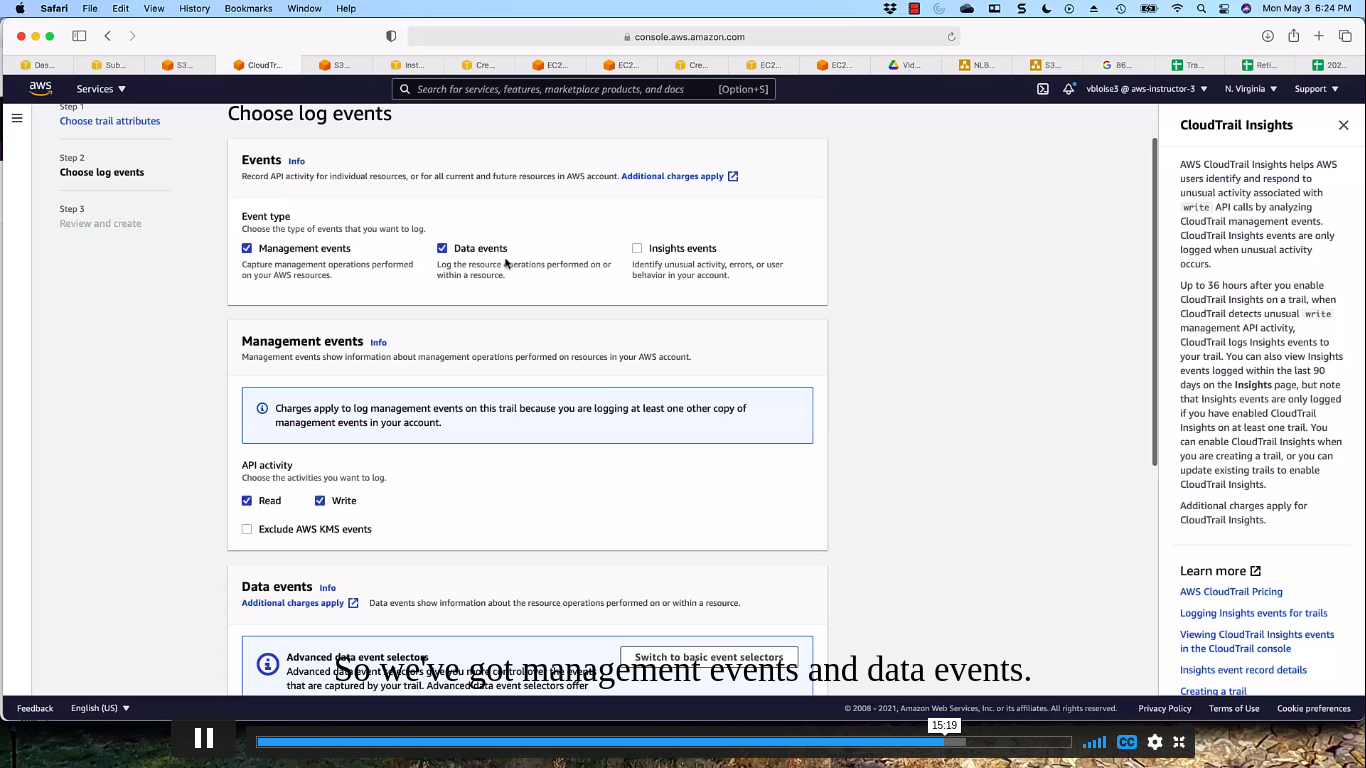 Safari File Edit View History Bookmarks Window Help Mon May 3 6:24 PM
console.aws.amazon.com
Das... Sub... S3... CloudTr... S3... Inst... Cre... EC2... EC2... Cre... EC2... EC2... Vid... NLB... S3... 86... Tra... Reti... 202...
aws Services Search for services, features, marketplace products, and docs [Option+S] vbloise3 @ aws-instructor-3 N. Virginia Support
Step 1
Choose trail attributes
Step 2
Choose log events
Step 3
Review and create
Choose log events
Events Info
Record API activity for individual resources, or for all current and future resources in AWS account. Additional charges apply
Event type
Choose the type of events that you want to log.
Management events
Capture management operations performed
on your AWS resources.
Data events
Log the resource operations performed on or
within a resource.
Insights events
Identify unusual activity, errors, or user
behavior in your account.
Management events Info
Management events show information about management operations performed on resources in your AWS account.
Charges apply to log management events on this trail because you are logging at least one other copy of
management events in your account.
API activity
Choose the activities you want to log.
Read Write
Exclude AWS KMS events
Data events Info
Additional charges apply Data events show information about the resource operations performed on or within a resource.
Advanced data event selectors
Advanced data event selectors give you more control over the events
that are captured by your trail. Advanced data event selectors offer
Switch to basic event selectors
So we've got management events and data events.
CloudTrail Insights
AWS CloudTrail Insights helps AWS
users identify and respond to
unusual activity associated with
write API calls by analyzing
CloudTrail management events.
Insights events are only
logged when unusual activity
occurs.
Up to 36 hours after you enable
CloudTrail Insights on a trail, when
CloudTrail detects unusual write
management API activity,
CloudTrail logs Insights events to
your trail. You can also view Insights
events logged within the last 90
days on the Insights page, but note
that Insights events are only logged
if you have enabled CloudTrail
Insights on at least one trail. You
can enable CloudTrail Insights when
you are creating a trail, or you can
update existing trails to enable
CloudTrail Insights.
Additional charges apply for
CloudTrail Insights.
Learn more
AWS CloudTrail Pricing
Logging Insights events for trails
Viewing CloudTrail Insights events
in the CloudTrail console
Insights event record details
Creating a trail
Feedback English (US) © 2008 - 2021, Amazon Web Services, Inc. or its affiliates. All rights reserved. Privacy Policy Terms of Use Cookie preferences
15:19
CC